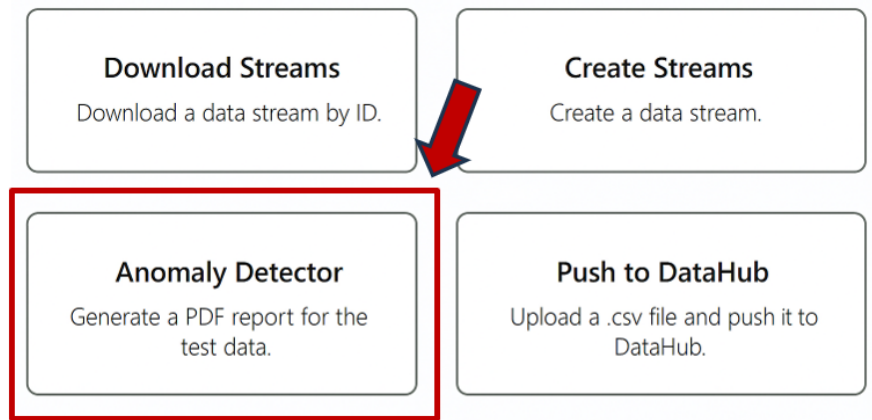 Download Streams
Download a data stream by ID.
Create Streams
Create a data stream.
Anomaly Detector
Generate a PDF report for the
test data.
Push to DataHub
Upload a .csv file and push it to
DataHub.